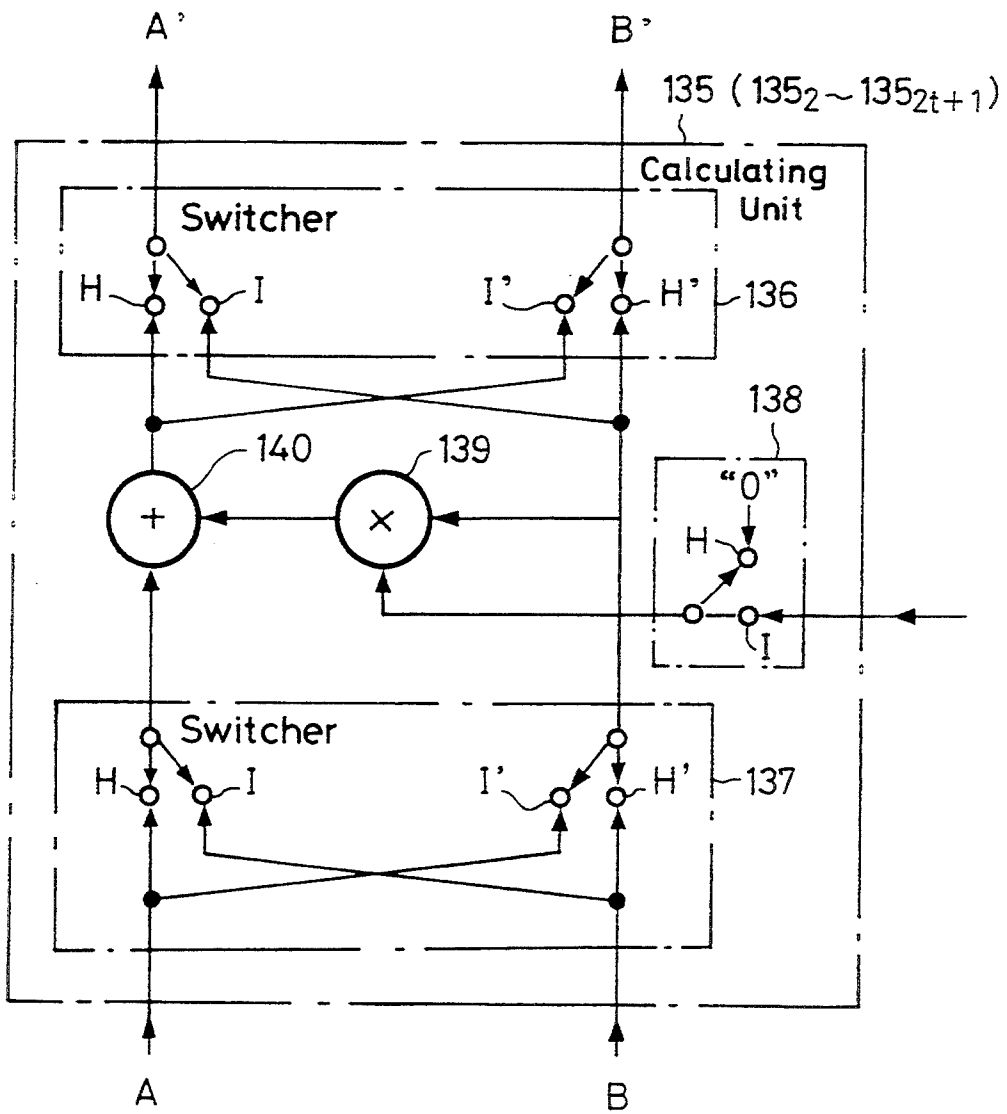 A' B'
135 (135₂~135₂ₜ₊₁)
Calculating
Unit
Switcher
H I I' H' 136
138
140 139 “0”
+ × H
I
Switcher
H I I' H' 137
A B